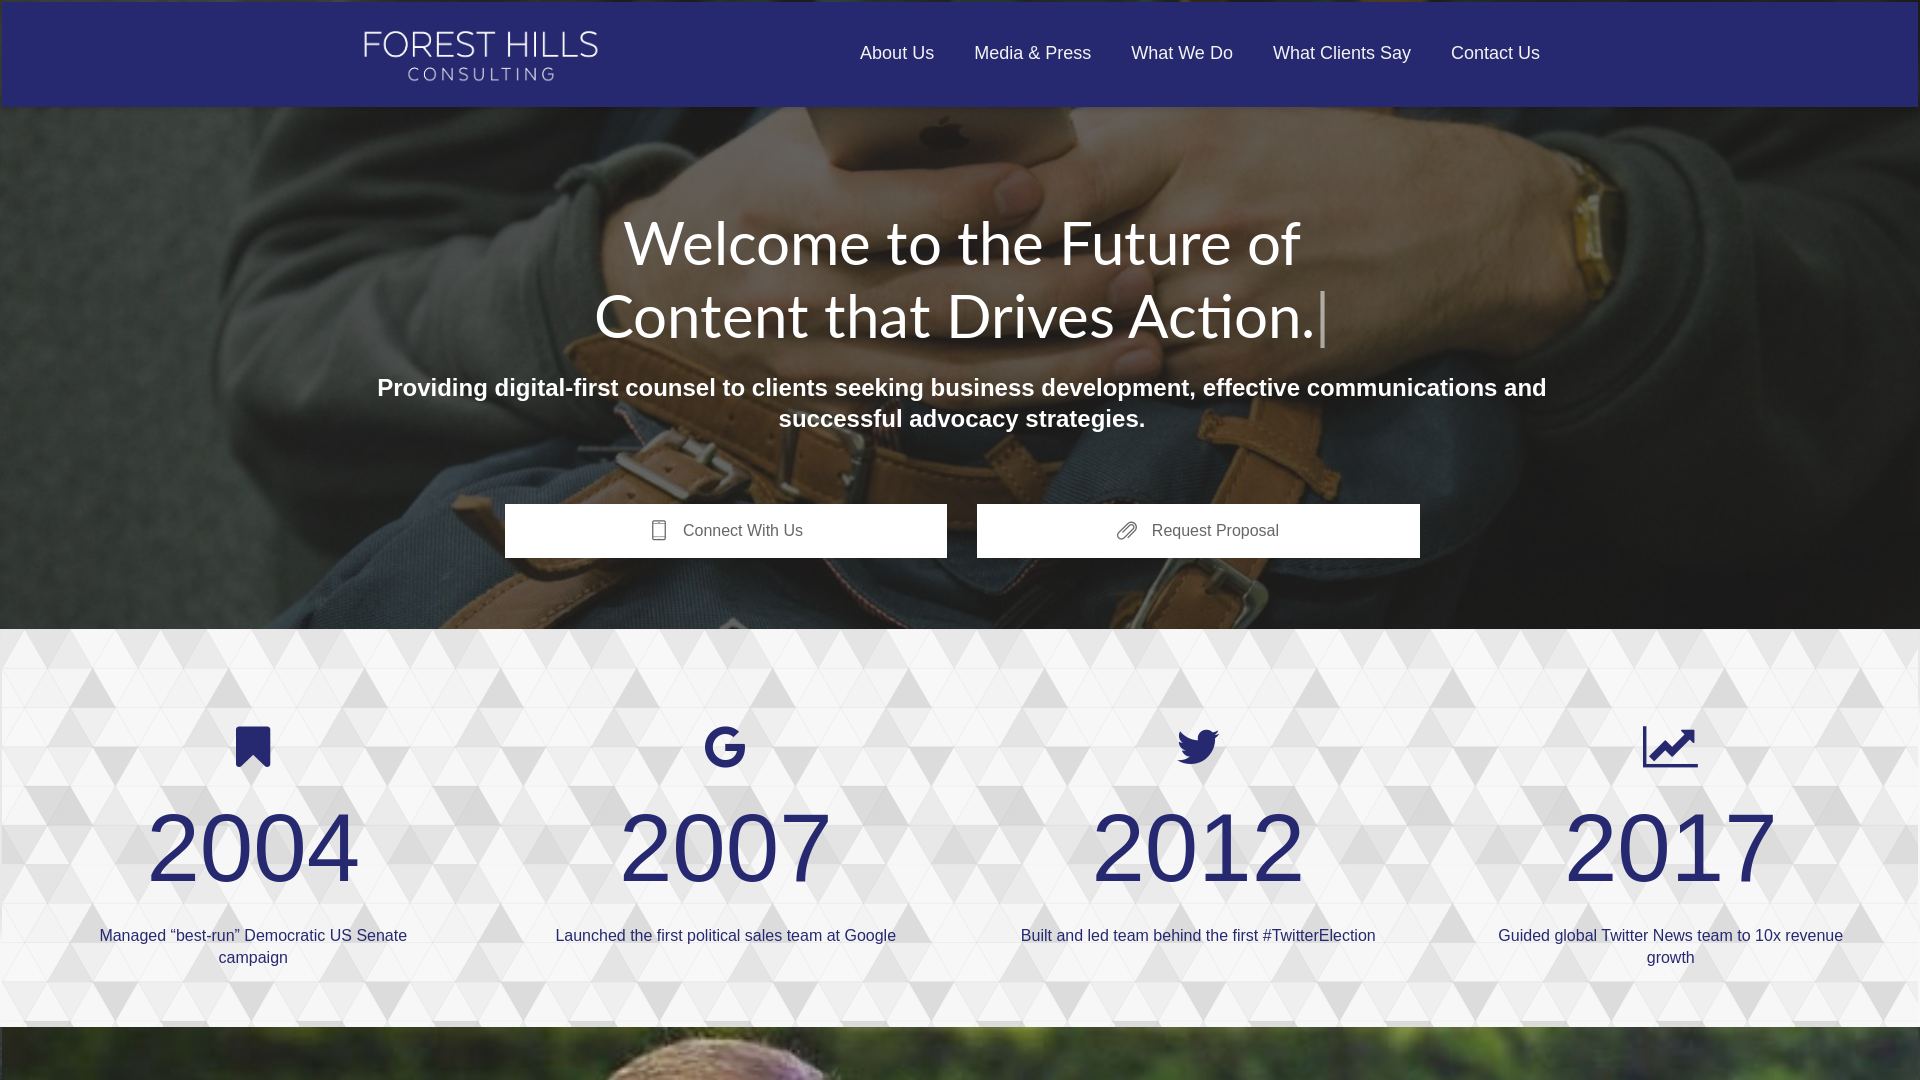 FOREST HILLS
CONSULTING
About Us
Media & Press
What We Do
What Clients Say
Contact Us
Welcome to the Future of
Content that Drives Action.
Providing digital-first counsel to clients seeking business development, effective communications and
successful advocacy strategies.
Connect With Us
Request Proposal
2004
Managed “best-run” Democratic US Senate
campaign
2007
Launched the first political sales team at Google
2012
Built and led team behind the first #TwitterElection
2017
Guided global Twitter News team to 10x revenue
growth